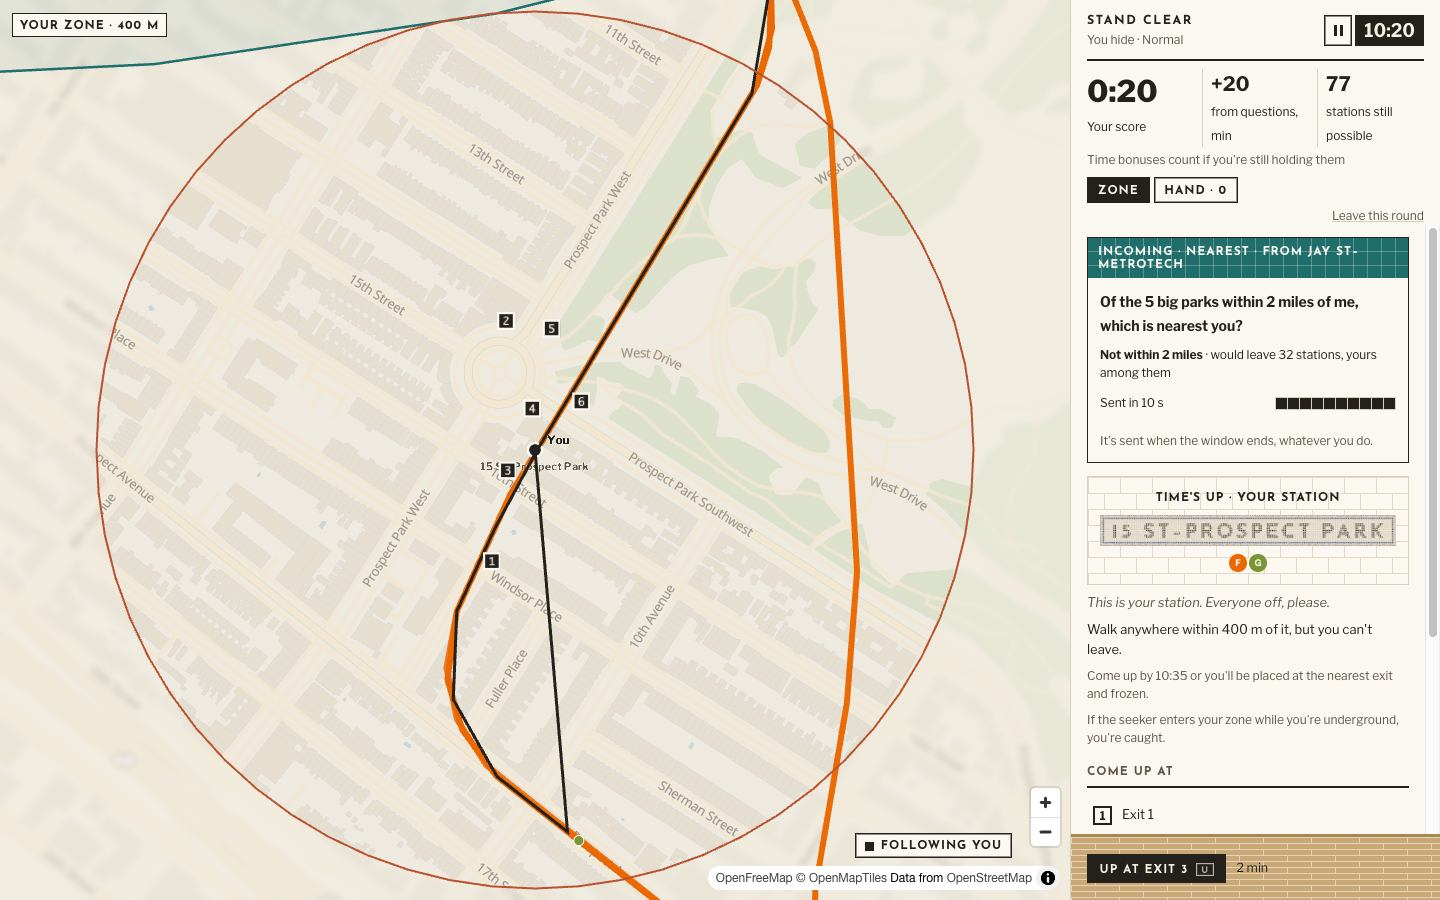 YOUR ZONE · 400 M
11th Street
13th Street
Prospect Park West
West Dri
15th Street
Place
2
5
West Drive
4
6
You
15 S Prospect Park
3
pect Avenue
nue
Prospect Park Southwest
West Drive
Prospect Park West
1
Windsor Place
10th Avenue
Fuller Place
Sherman Street
17th S
+
−
FOLLOWING YOU
OpenFreeMap © OpenMapTiles Data from OpenStreetMap
STAND CLEAR
You hide · Normal
10:20
0:20
Your score
+20
from questions,
min
77
stations still
possible
Time bonuses count if you're still holding them
ZONE
HAND · 0
Leave this round
INCOMING · NEAREST · FROM JAY ST-
METROTECH
Of the 5 big parks within 2 miles of me,
which is nearest you?
Not within 2 miles · would leave 32 stations, yours
among them
Sent in 10 s
It's sent when the window ends, whatever you do.
TIME'S UP · YOUR STATION
15 ST-PROSPECT PARK
F G
This is your station. Everyone off, please.
Walk anywhere within 400 m of it, but you can't
leave.
Come up by 10:35 or you'll be placed at the nearest exit
and frozen.
If the seeker enters your zone while you're underground,
you're caught.
COME UP AT
1 Exit 1
UP AT EXIT 3 U
2 min